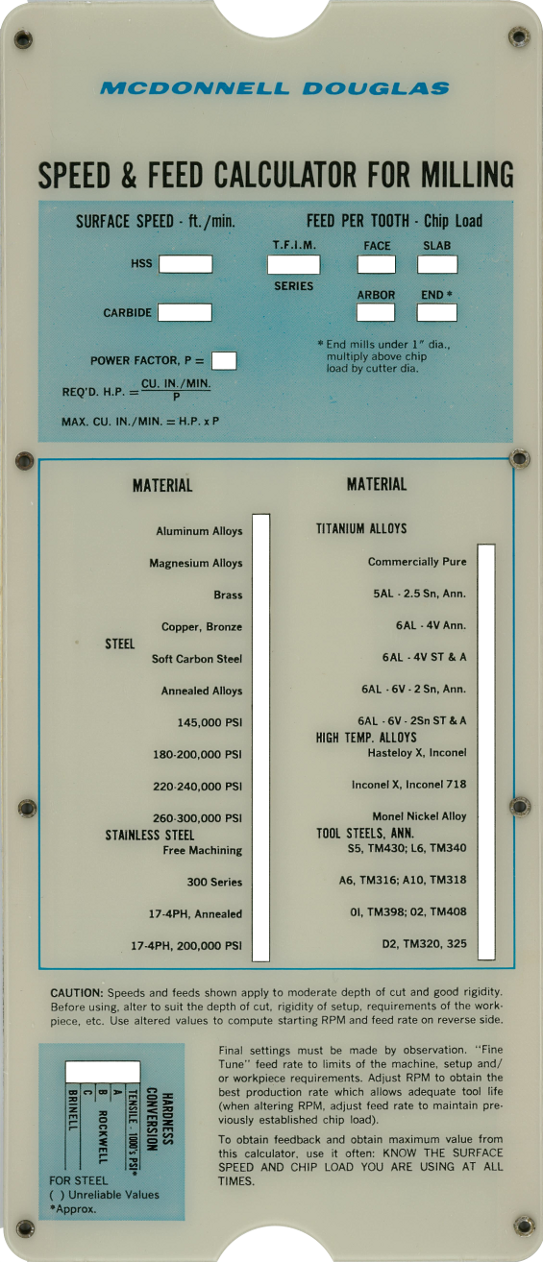 MCDONNELL DOUGLAS
SPEED & FEED CALCULATOR FOR MILLING
SURFACE SPEED - ft./min.
HSS
CARBIDE
POWER FACTOR, P =
REQ'D. H.P. = CU. IN./MIN.
P
MAX. CU. IN./MIN. = H.P. x P
FEED PER TOOTH - Chip Load
T.F.I.M.
SERIES
FACE
SLAB
ARBOR
END *
* End mills under 1" dia.,
multiply above chip
load by cutter dia.
MATERIAL
Aluminum Alloys
Magnesium Alloys
Brass
Copper, Bronze
STEEL
Soft Carbon Steel
Annealed Alloys
145,000 PSI
180-200,000 PSI
220-240,000 PSI
260-300,000 PSI
STAINLESS STEEL
Free Machining
300 Series
17-4PH, Annealed
17-4PH, 200,000 PSI
MATERIAL
TITANIUM ALLOYS
Commercially Pure
5AL - 2.5 Sn, Ann.
6AL - 4V Ann.
6AL - 4V ST & A
6AL - 6V - 2 Sn, Ann.
6AL - 6V - 2Sn ST & A
HIGH TEMP. ALLOYS
Hasteloy X, Inconel
Inconel X, Inconel 718
Monel Nickel Alloy
TOOL STEELS, ANN.
S5, TM430; L6, TM340
A6, TM316; A10, TM318
01, TM398; 02, TM408
D2, TM320, 325
CAUTION: Speeds and feeds shown apply to moderate depth of cut and good rigidity.
Before using, alter to suit the depth of cut, rigidity of setup, requirements of the work-
piece, etc. Use altered values to compute starting RPM and feed rate on reverse side.
HARDNESS
CONVERSION
TENSILE - 1000's PSI*
A
B ROCKWELL
C
BRINELL
FOR STEEL
( ) Unreliable Values
*Approx.
Final settings must be made by observation. "Fine
Tune" feed rate to limits of the machine, setup and/
or workpiece requirements. Adjust RPM to obtain the
best production rate which allows adequate tool life
(when altering RPM, adjust feed rate to maintain pre-
viously established chip load).
To obtain feedback and obtain maximum value from
this calculator, use it often: KNOW THE SURFACE
SPEED AND CHIP LOAD YOU ARE USING AT ALL
TIMES.